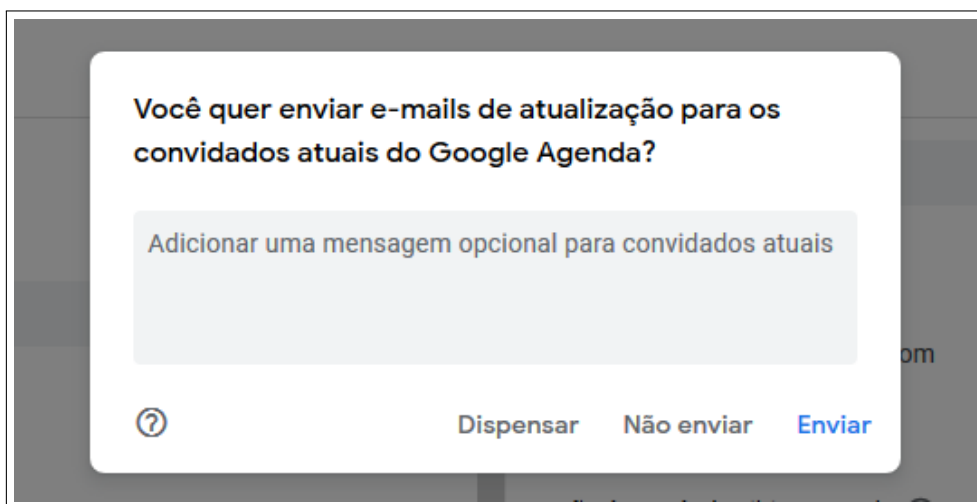 Você quer enviar e-mails de atualização para os
convidados atuais do Google Agenda?
Adicionar uma mensagem opcional para convidados atuais
om
Dispensar Não enviar Enviar